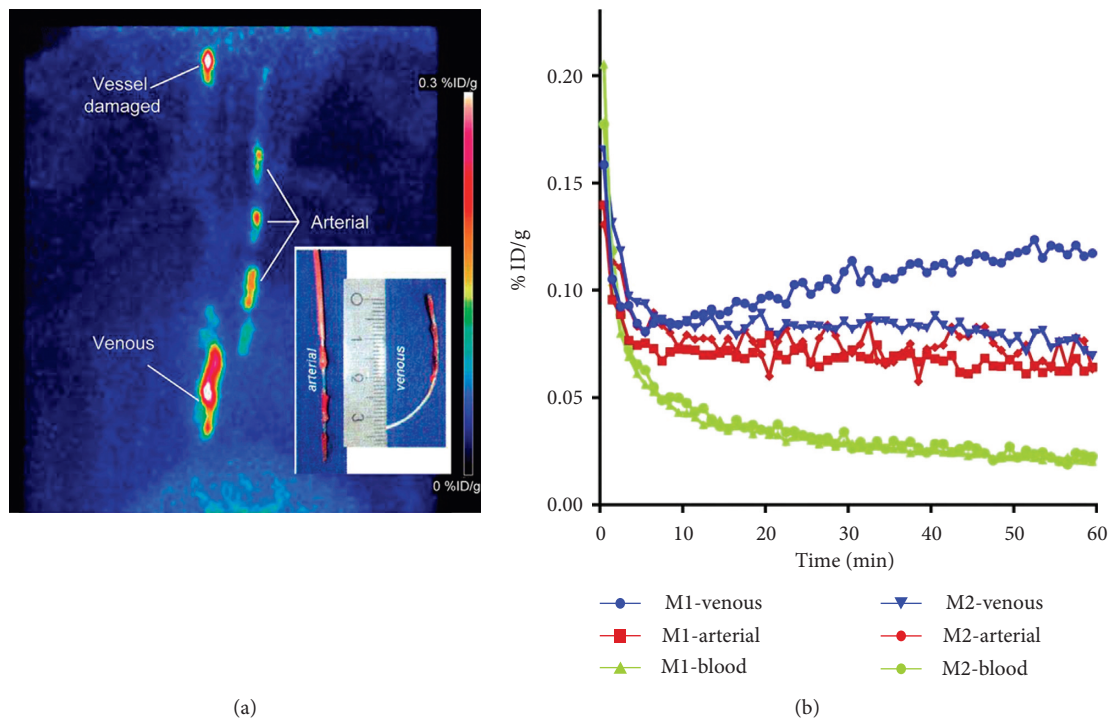 Vessel
damaged
0.3 %ID/g
Arterial
Venous
arterial
venous
0
1
2
3
0 %ID/g
(a)
% ID/g
0.20
0.15
0.10
0.05
0.00
0 10 20 30 40 50 60
Time (min)
M1-venous M2-venous
M1-arterial M2-arterial
M1-blood M2-blood
(b)